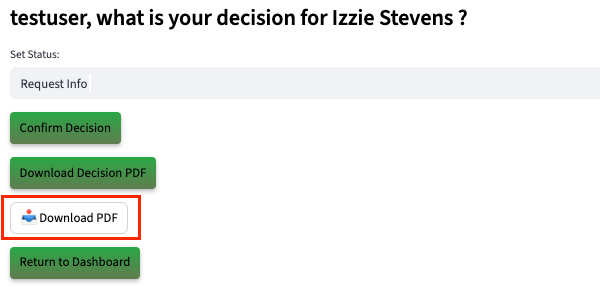 testuser, what is your decision for Izzie Stevens ?
Set Status:
Request Info
Confirm Decision
Download Decision PDF
Download PDF
Return to Dashboard